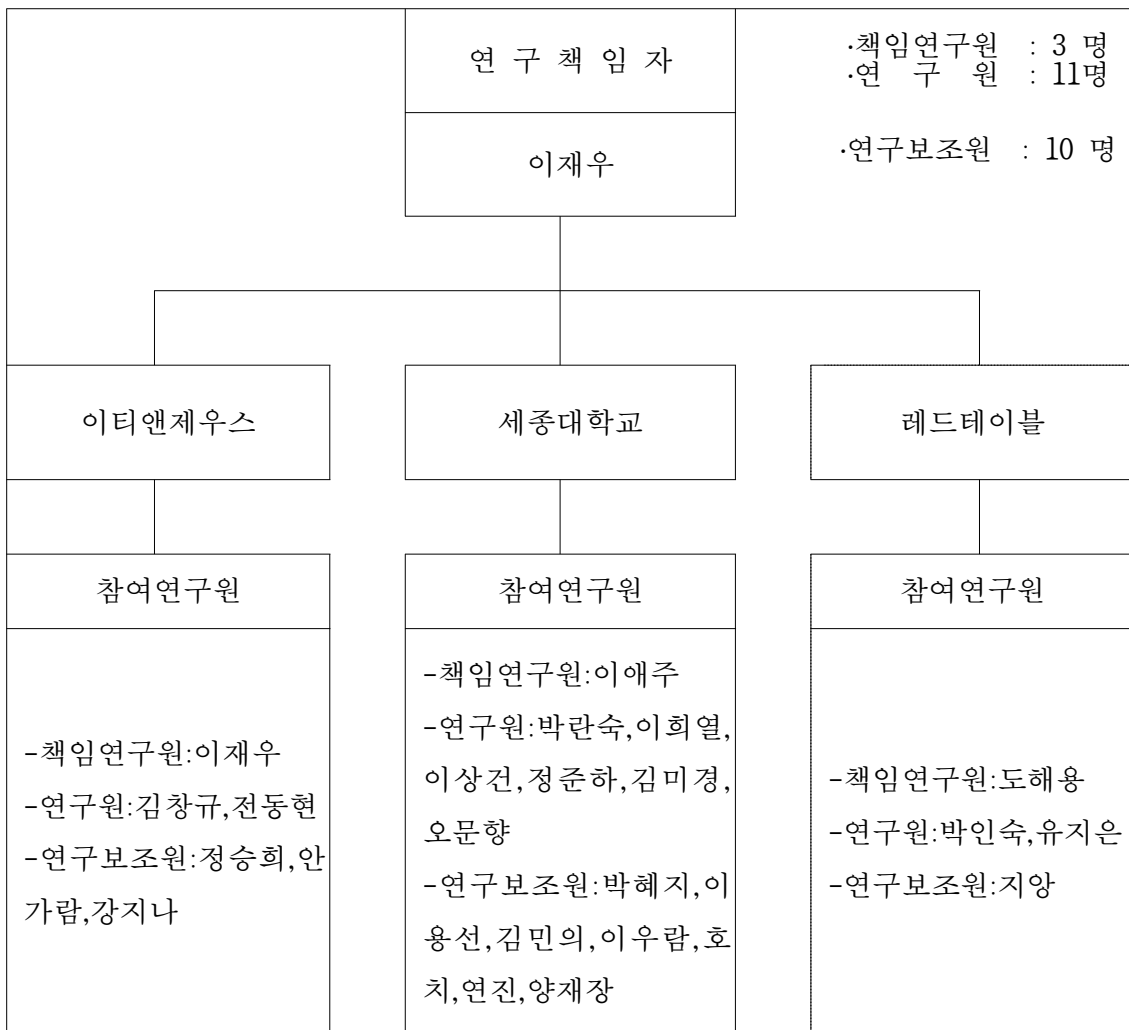 연 구 책 임 자
이재우
·책임연구원 : 3 명
·연 구 원 : 11명
·연구보조원 : 10 명
이티앤제우스
세종대학교
레드테이블
참여연구원
-책임연구원:이재우
-연구원:김창규,전동현
-연구보조원:정승희,안
가람,강지나
참여연구원
-책임연구원:이애주
-연구원:박란숙,이희열,
이상건,정준하,김미경,
오문향
-연구보조원:박혜지,이
용선,김민의,이우람,호
치,연진,양재장
참여연구원
-책임연구원:도해용
-연구원:박인숙,유지은
-연구보조원:지앙